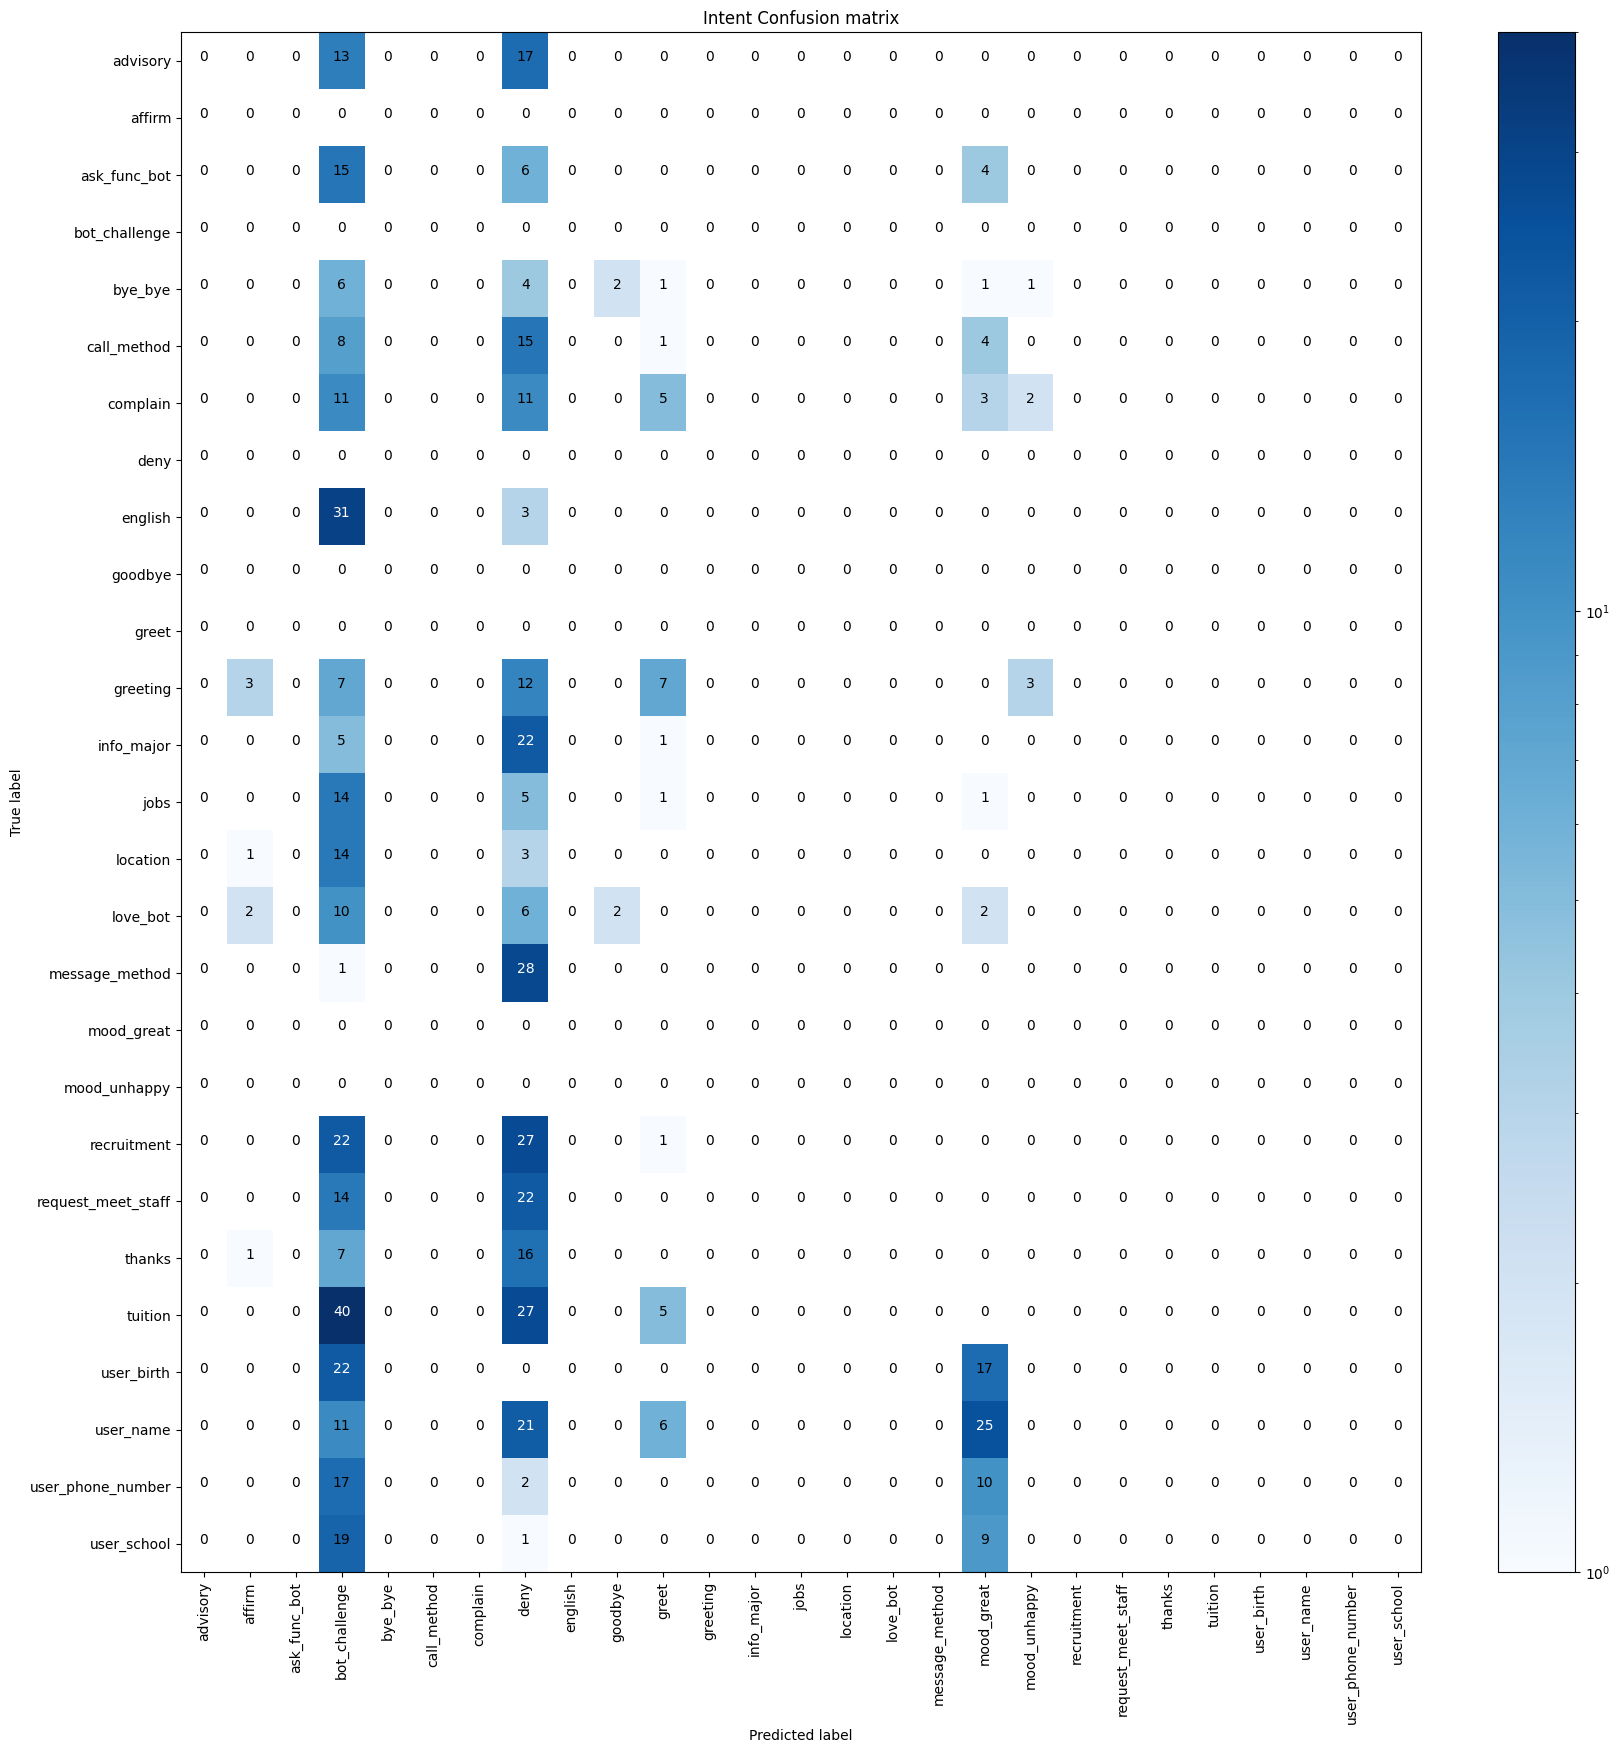 Intent Confusion matrix
advisory 0 0 0 13 0 0 0 17 0 0 0 0 0 0 0 0 0 0 0 0 0 0 0 0 0 0 0
affirm 0 0 0 0 0 0 0 0 0 0 0 0 0 0 0 0 0 0 0 0 0 0 0 0 0 0 0
ask_func_bot 0 0 0 15 0 0 0 6 0 0 0 0 0 0 0 0 0 4 0 0 0 0 0 0 0 0 0
bot_challenge 0 0 0 0 0 0 0 0 0 0 0 0 0 0 0 0 0 0 0 0 0 0 0 0 0 0 0
bye_bye 0 0 0 6 0 0 0 4 0 2 1 0 0 0 0 0 0 1 1 0 0 0 0 0 0 0 0
call_method 0 0 0 8 0 0 0 15 0 0 1 0 0 0 0 0 0 4 0 0 0 0 0 0 0 0 0
complain 0 0 0 11 0 0 0 11 0 0 5 0 0 0 0 0 0 3 2 0 0 0 0 0 0 0 0
deny 0 0 0 0 0 0 0 0 0 0 0 0 0 0 0 0 0 0 0 0 0 0 0 0 0 0 0
english 0 0 0 31 0 0 0 3 0 0 0 0 0 0 0 0 0 0 0 0 0 0 0 0 0 0 0
goodbye 0 0 0 0 0 0 0 0 0 0 0 0 0 0 0 0 0 0 0 0 0 0 0 0 0 0 0
greet 0 0 0 0 0 0 0 0 0 0 0 0 0 0 0 0 0 0 0 0 0 0 0 0 0 0 0
greeting 0 3 0 7 0 0 0 12 0 0 7 0 0 0 0 0 0 0 3 0 0 0 0 0 0 0 0
info_major 0 0 0 5 0 0 0 22 0 0 1 0 0 0 0 0 0 0 0 0 0 0 0 0 0 0 0
jobs 0 0 0 14 0 0 0 5 0 0 1 0 0 0 0 0 0 1 0 0 0 0 0 0 0 0 0
location 0 1 0 14 0 0 0 3 0 0 0 0 0 0 0 0 0 0 0 0 0 0 0 0 0 0 0
love_bot 0 2 0 10 0 0 0 6 0 2 0 0 0 0 0 0 0 2 0 0 0 0 0 0 0 0 0
message_method 0 0 0 1 0 0 0 28 0 0 0 0 0 0 0 0 0 0 0 0 0 0 0 0 0 0 0
mood_great 0 0 0 0 0 0 0 0 0 0 0 0 0 0 0 0 0 0 0 0 0 0 0 0 0 0 0
mood_unhappy 0 0 0 0 0 0 0 0 0 0 0 0 0 0 0 0 0 0 0 0 0 0 0 0 0 0 0
recruitment 0 0 0 22 0 0 0 27 0 0 1 0 0 0 0 0 0 0 0 0 0 0 0 0 0 0 0
request_meet_staff 0 0 0 14 0 0 0 22 0 0 0 0 0 0 0 0 0 0 0 0 0 0 0 0 0 0 0
thanks 0 1 0 7 0 0 0 16 0 0 0 0 0 0 0 0 0 0 0 0 0 0 0 0 0 0 0
tuition 0 0 0 40 0 0 0 27 0 0 5 0 0 0 0 0 0 0 0 0 0 0 0 0 0 0 0
user_birth 0 0 0 22 0 0 0 0 0 0 0 0 0 0 0 0 0 17 0 0 0 0 0 0 0 0 0
user_name 0 0 0 11 0 0 0 21 0 0 6 0 0 0 0 0 0 25 0 0 0 0 0 0 0 0 0
user_phone_number 0 0 0 17 0 0 0 2 0 0 0 0 0 0 0 0 0 10 0 0 0 0 0 0 0 0 0
user_school 0 0 0 19 0 0 0 1 0 0 0 0 0 0 0 0 0 9 0 0 0 0 0 0 0 0 0
True label
advisory
affirm
ask_func_bot
bot_challenge
bye_bye
call_method
complain
deny
english
goodbye
greet
greeting
info_major
jobs
location
love_bot
message_method
mood_great
mood_unhappy
recruitment
request_meet_staff
thanks
tuition
user_birth
user_name
user_phone_number
user_school
Predicted label
10¹
10⁰